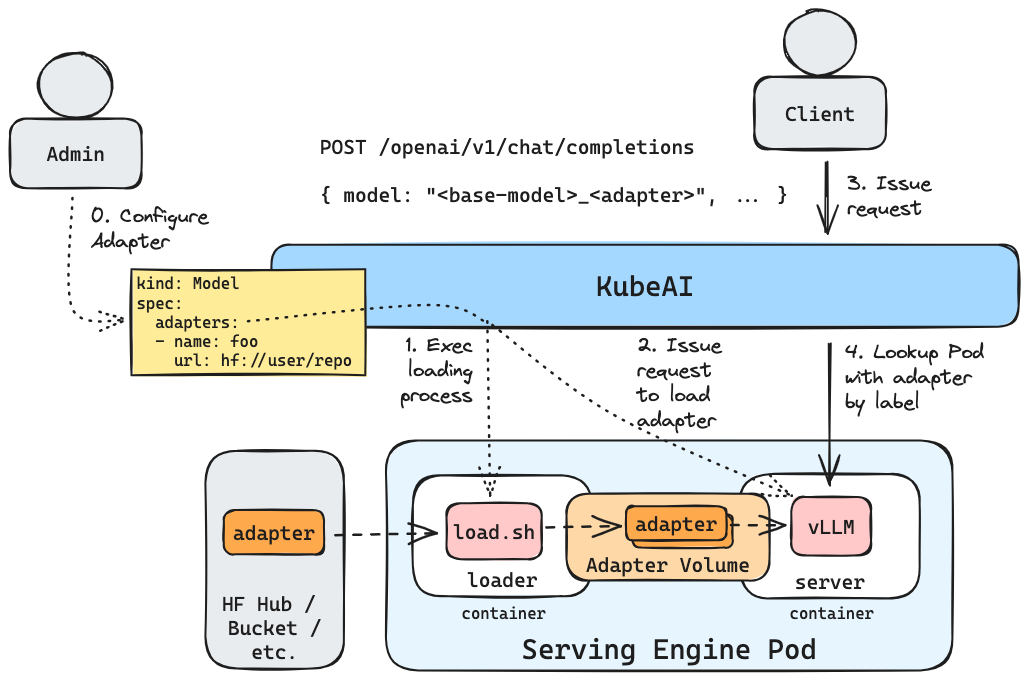 Client
Admin
POST /openai/v1/chat/completions
{ model: "<base-model>_<adapter>", ... }
3. Issue
request
0. Configure
Adapter
KubeAI
kind: Model
spec:
adapters:
- name: foo
url: hf://user/repo
1. Exec
loading
process
2. Issue
request
to load
adapter
4. Lookup Pod
with adapter
by label
adapter
HF Hub /
Bucket /
etc.
load.sh
loader
container
adapter
Adapter Volume
vLLM
server
container
Serving Engine Pod